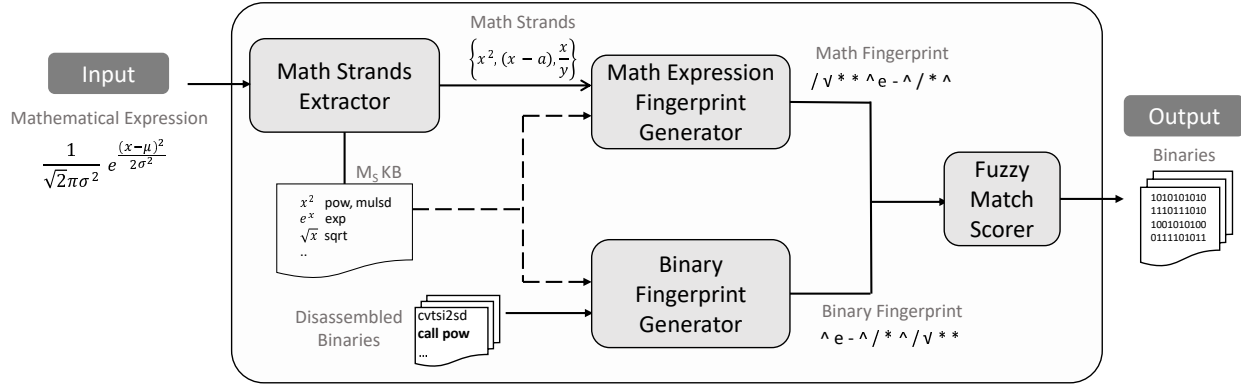 Input
Mathematical Expression
1/(√2πσ²) e^((x−μ)²/2σ²)
Math Strands
Extractor
Math Strands
{x², (x − a), x/y}
M_S KB
x² pow, mulsd
eˣ exp
√x sqrt
..
Disassembled
Binaries
cvtsi2sd
call pow
...
Math Expression
Fingerprint
Generator
Binary
Fingerprint
Generator
Math Fingerprint
/ √ * * ^ e - ^ / * ^
Binary Fingerprint
^ e - ^ / * ^ / √ * *
Fuzzy
Match
Scorer
Output
Binaries
1010101010
1110111010
1001010100
0111101011